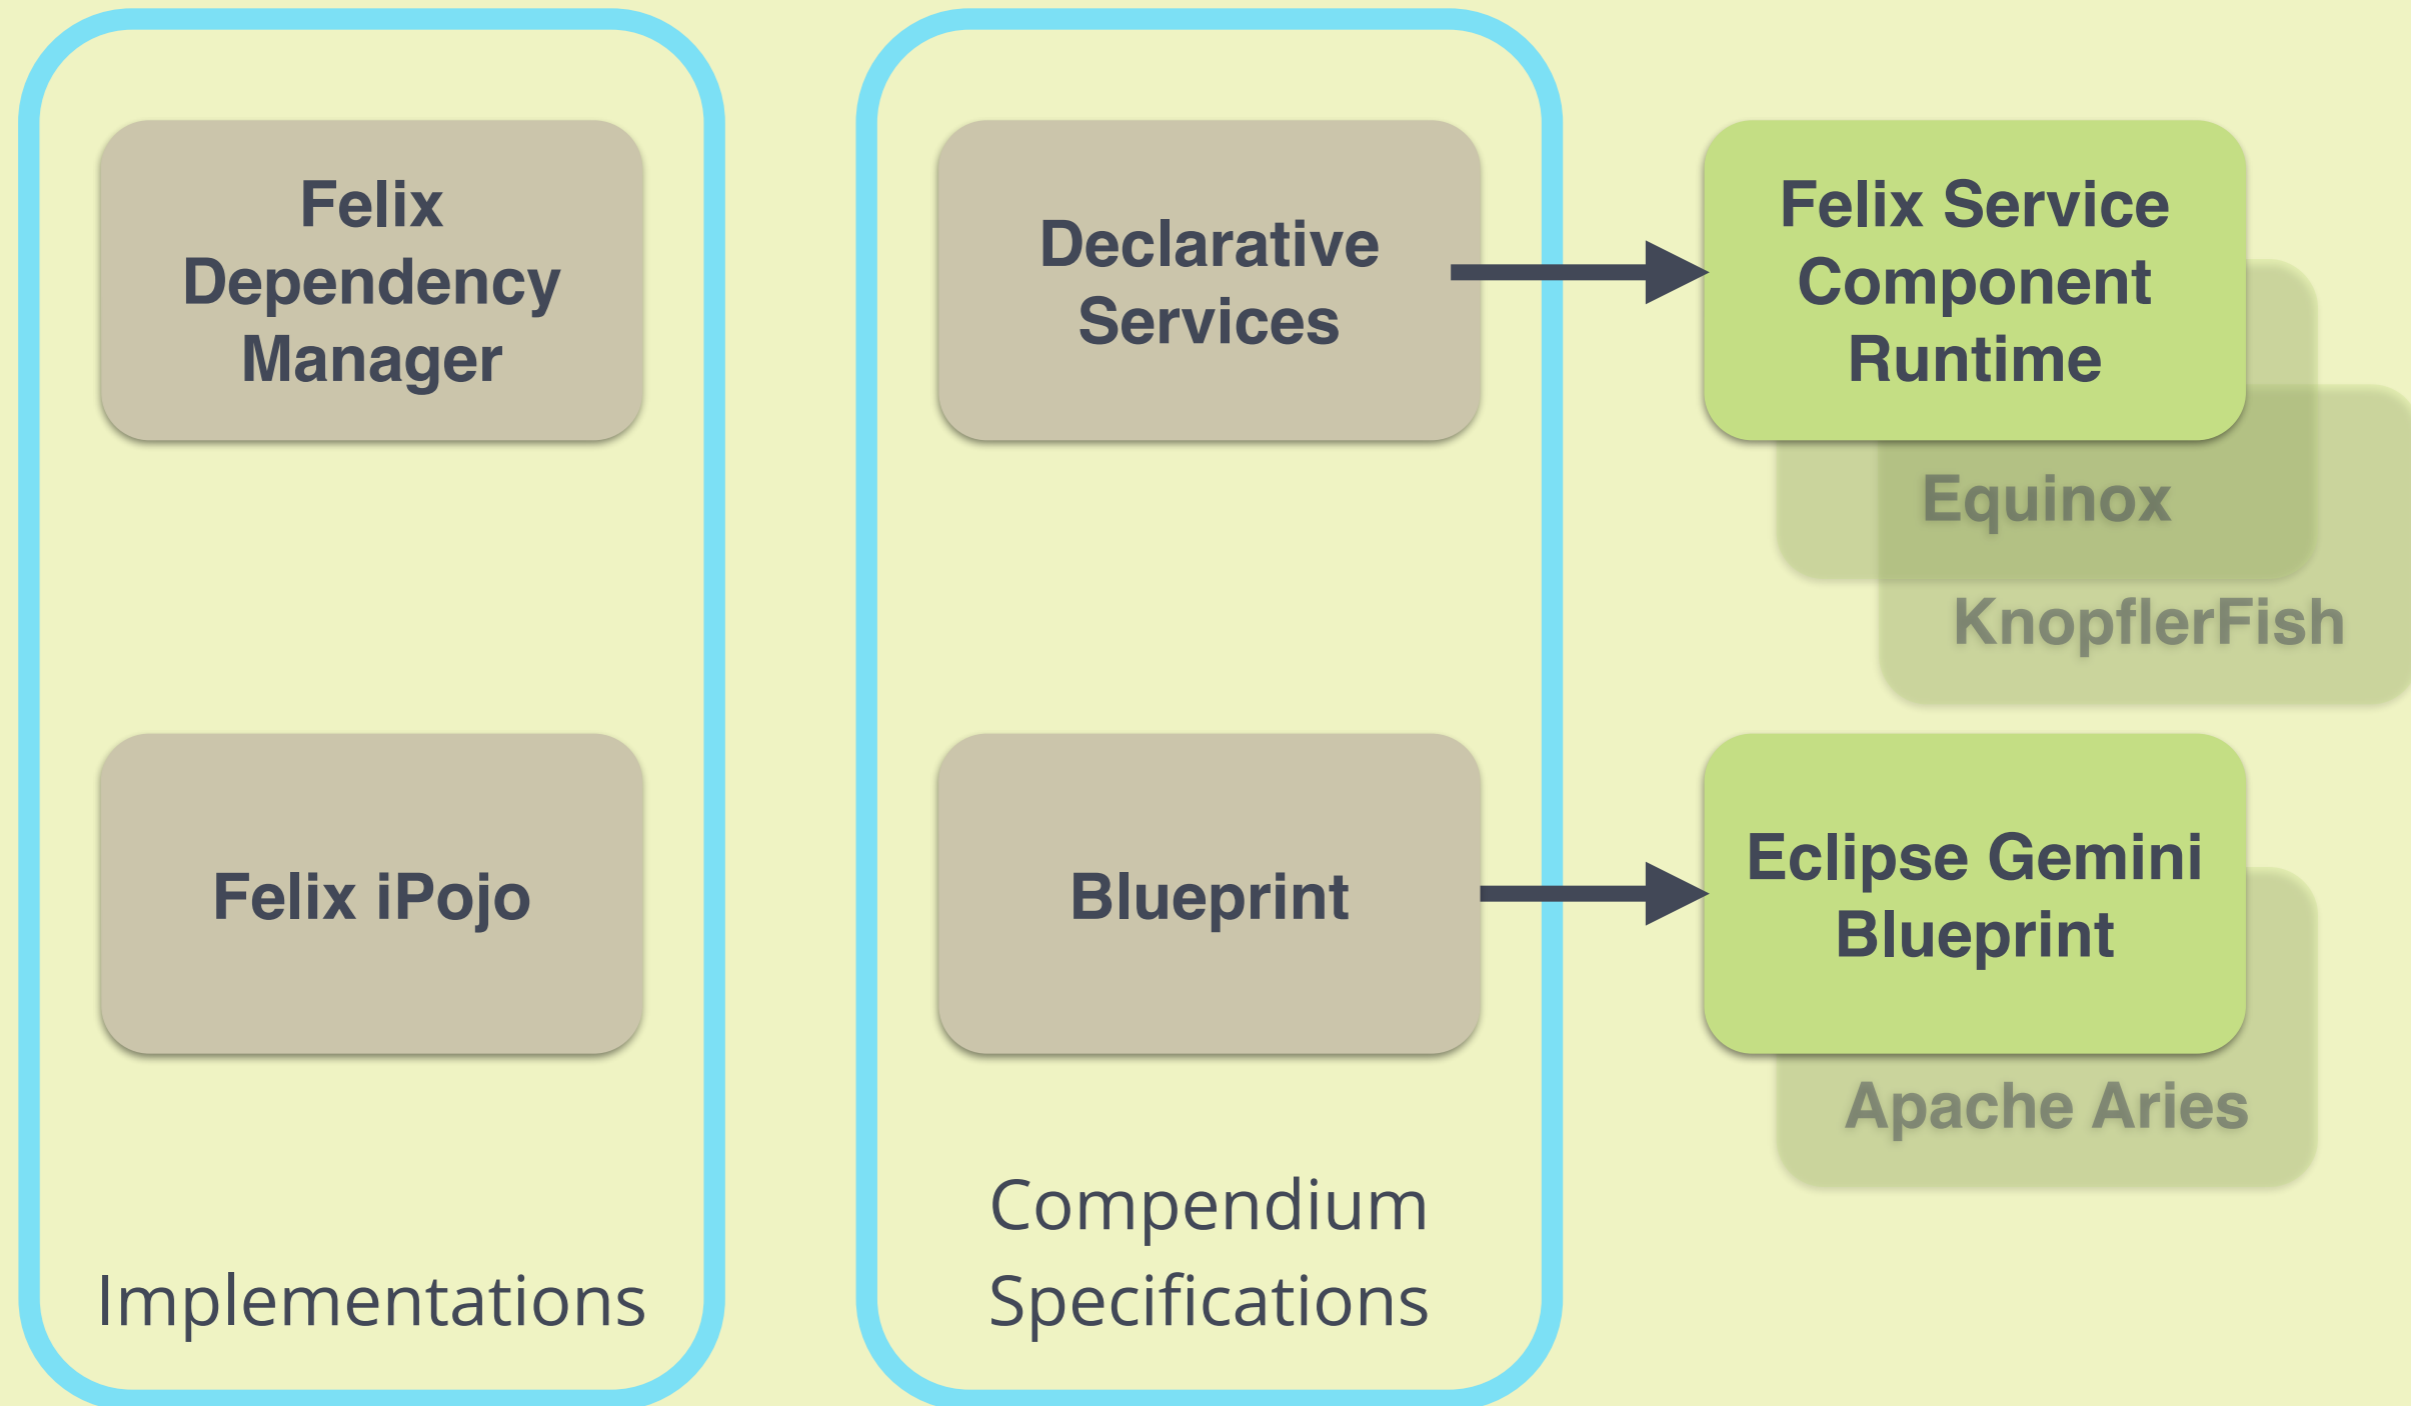 Felix
Dependency
Manager
Felix iPojo
Implementations
Declarative
Services
Blueprint
Compendium
Specifications
Felix Service
Component
Runtime
Equinox
KnopflerFish
Eclipse Gemini
Blueprint
Apache Aries